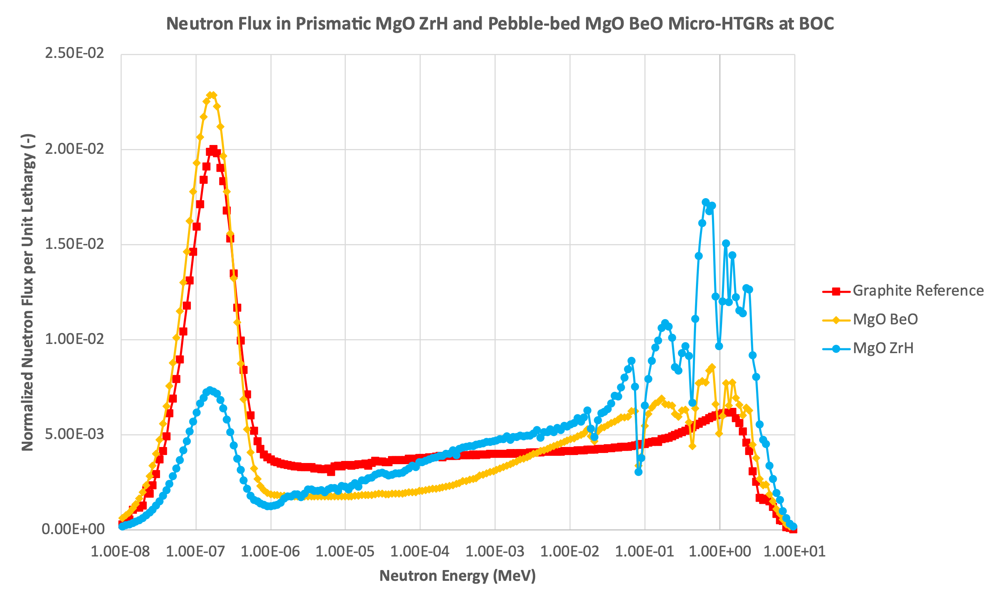 Neutron Flux in Prismatic MgO ZrH and Pebble-bed MgO BeO Micro-HTGRs at BOC
Normalized Nuetron Flux per Unit Lethargy (-)
2.50E-02
2.00E-02
1.50E-02
1.00E-02
5.00E-03
0.00E+00
1.00E-08 1.00E-07 1.00E-06 1.00E-05 1.00E-04 1.00E-03 1.00E-02 1.00E-01 1.00E+00 1.00E+01
Neutron Energy (MeV)
Graphite Reference
MgO BeO
MgO ZrH